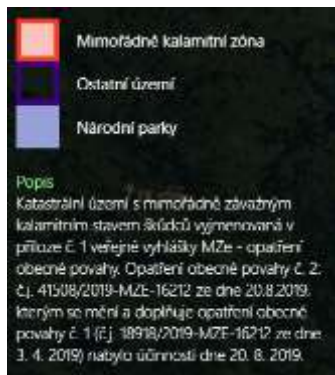 Mimořádně kalamitní zóna
Ostatní území
Národní parky
Popis
Katastrální území s mimořádně závažným
kalamitním stavem škůdců vyjmenovaná v
příloze č. 1 veřejné vyhlášky MZe - opatření
obecné povahy. Opatření obecné povahy č. 2:
č.j. 41508/2019-MZE-16212 ze dne 20.8.2019,
kterým se mění a doplňuje opatření obecné
povahy č. 1 (č.j. 18918/2019-MZE-16212 ze dne
3. 4. 2019) nabylo účinnosti dne 20. 8. 2019.